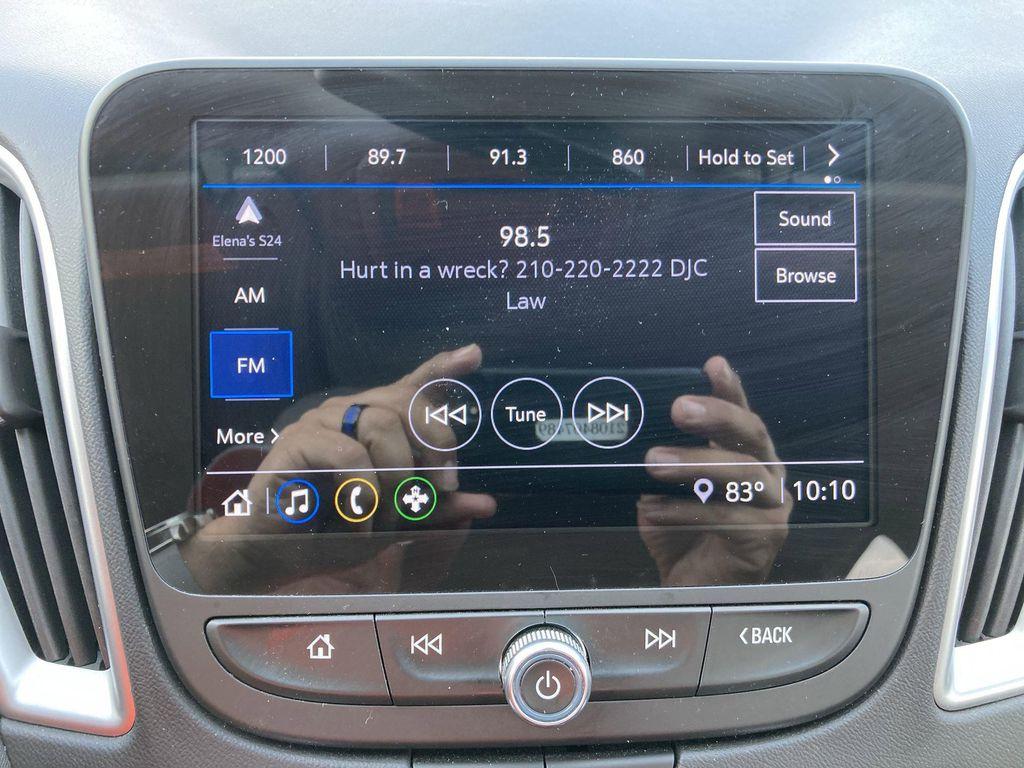 1200
89.7
91.3
860
Hold to Set
Elena's S24
98.5
Sound
Hurt in a wreck? 210-220-2222 DJC
Law
Browse
AM
FM
Tune
More
83°
10:10
BACK